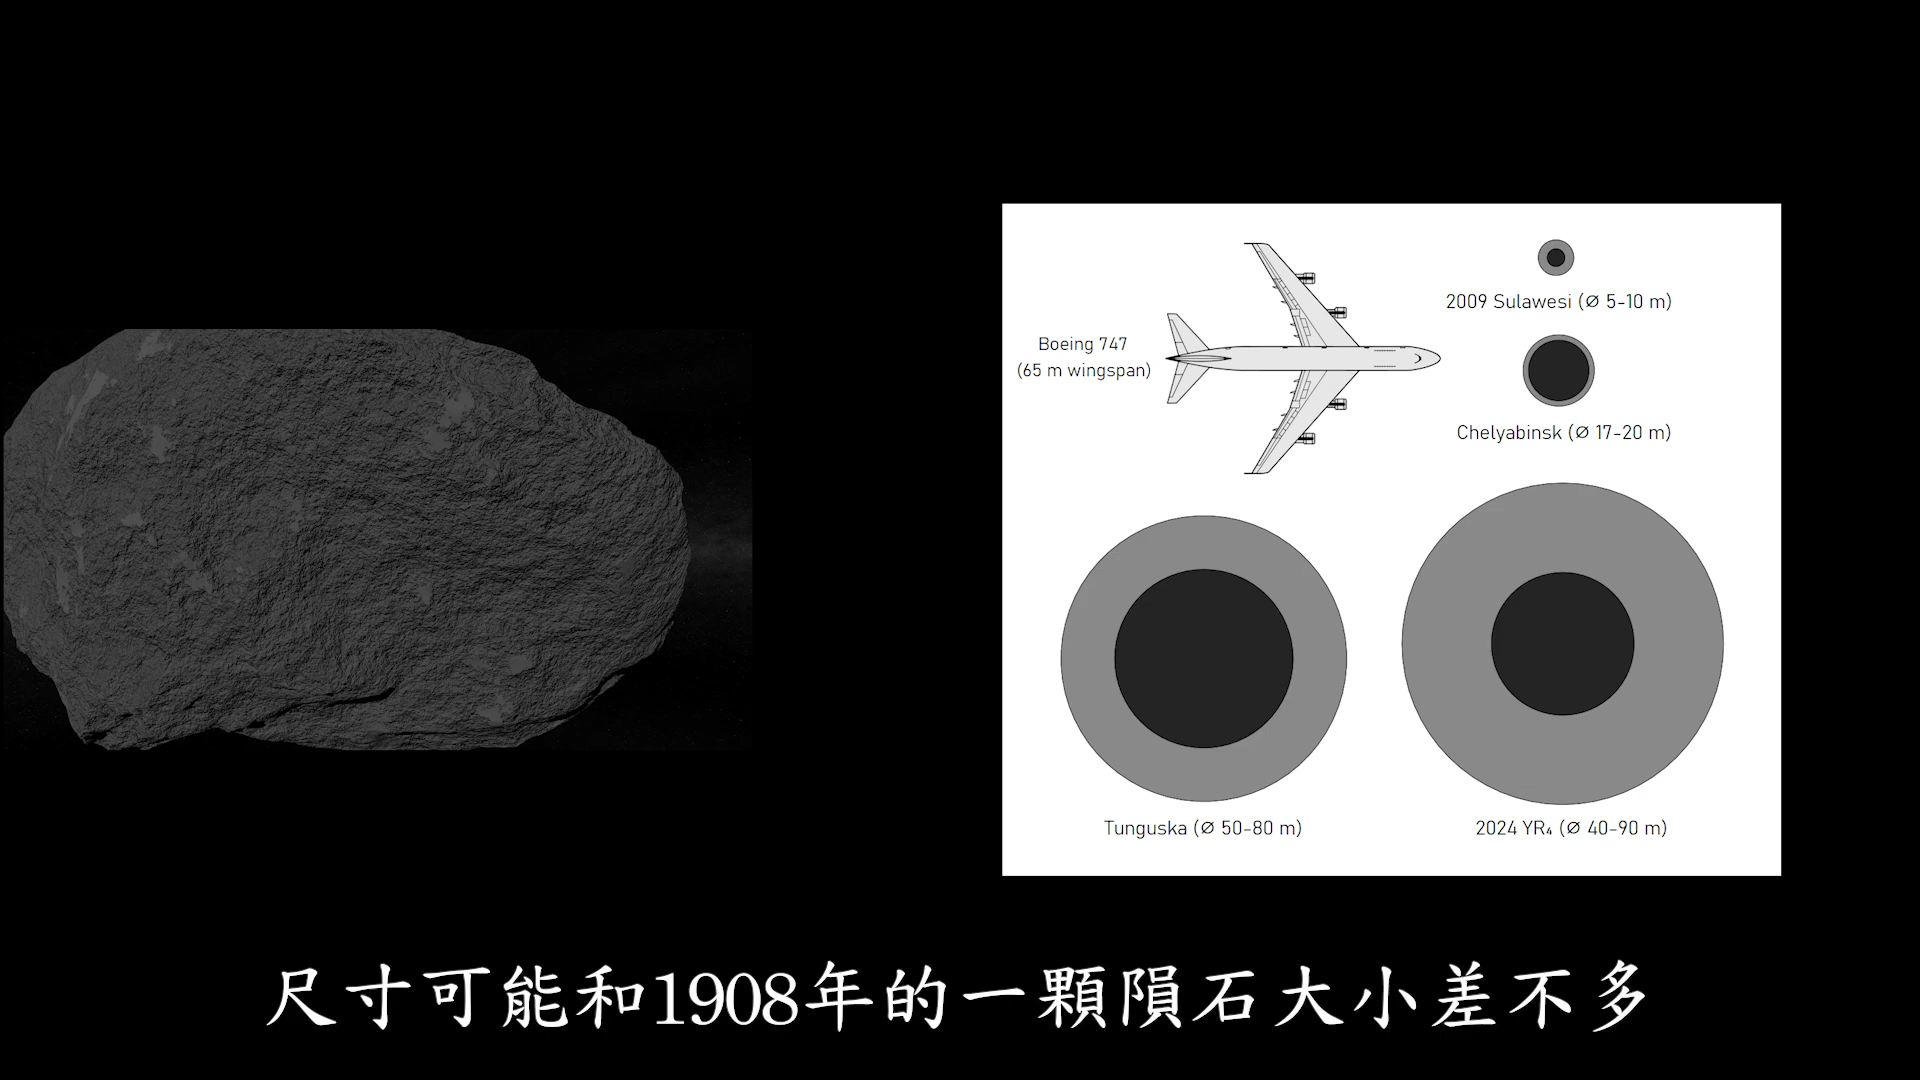 Boeing 747
(65 m wingspan)
2009 Sulawesi (Ø 5-10 m)
Chelyabinsk (Ø 17-20 m)
Tunguska (Ø 50-80 m)
2024 YR₄ (Ø 40-90 m)
尺寸可能和1908年的一顆隕石大小差不多